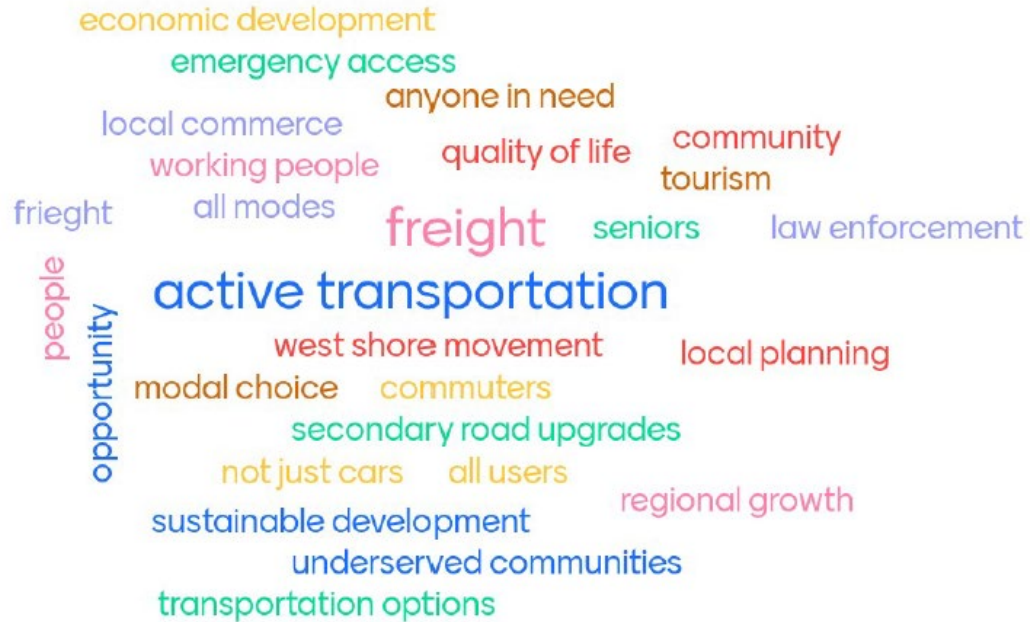 economic development
emergency access
anyone in need
local commerce
community
quality of life
working people
tourism
all modes
frieght
freight
seniors
law enforcement
people
active transportation
opportunity
west shore movement
local planning
modal choice
commuters
secondary road upgrades
not just cars
all users
regional growth
sustainable development
underserved communities
transportation options